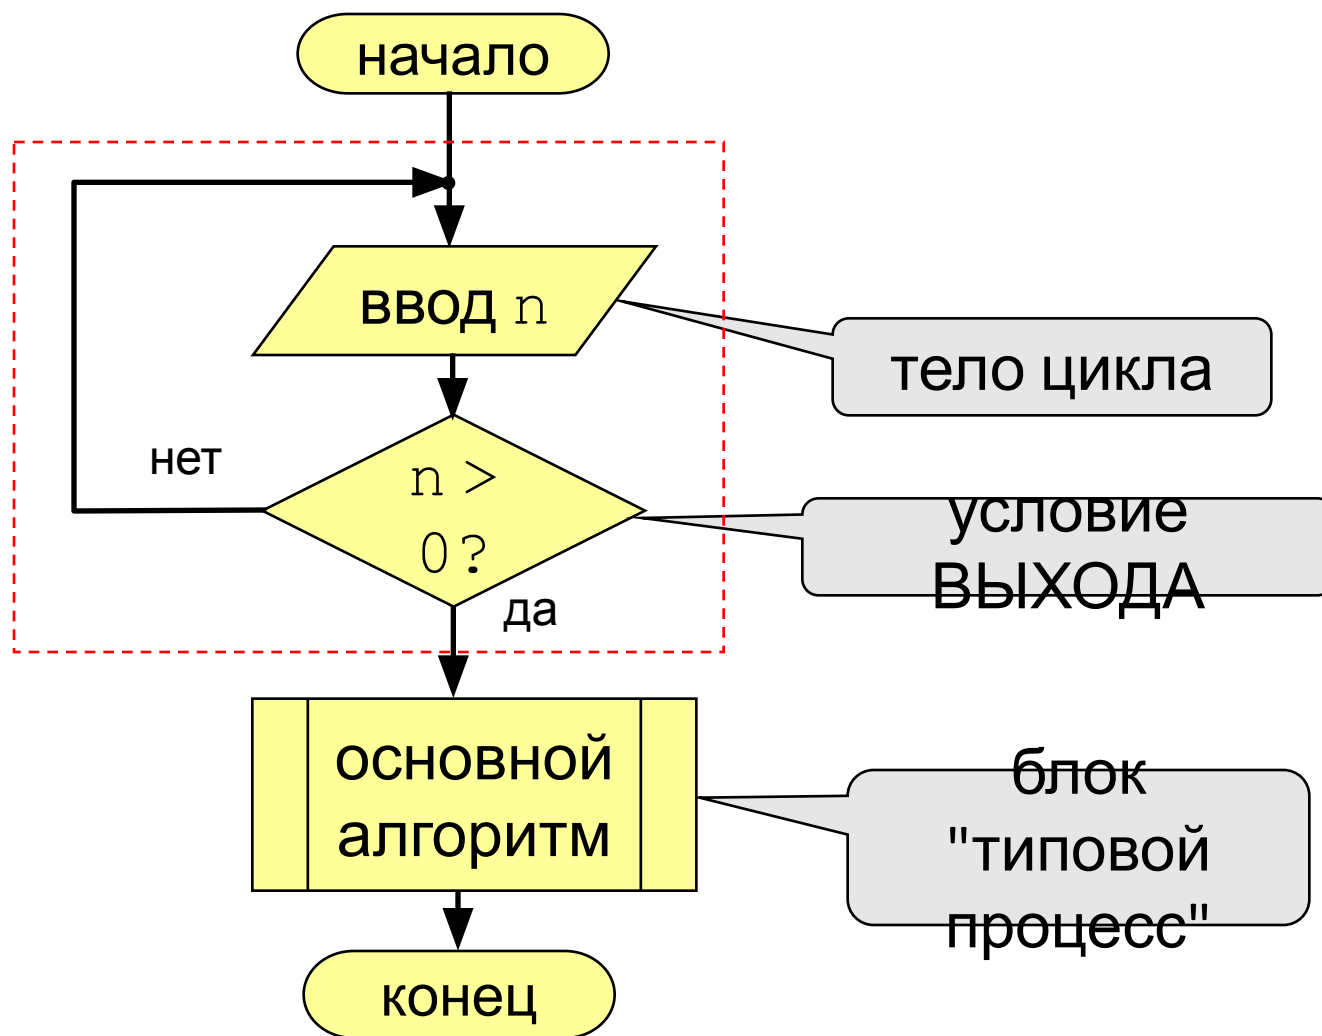 начало
ввод n
тело цикла
нет
n >
0?
условие
ВЫХОДА
да
основной
алгоритм
блок
"типовой
процесс"
конец